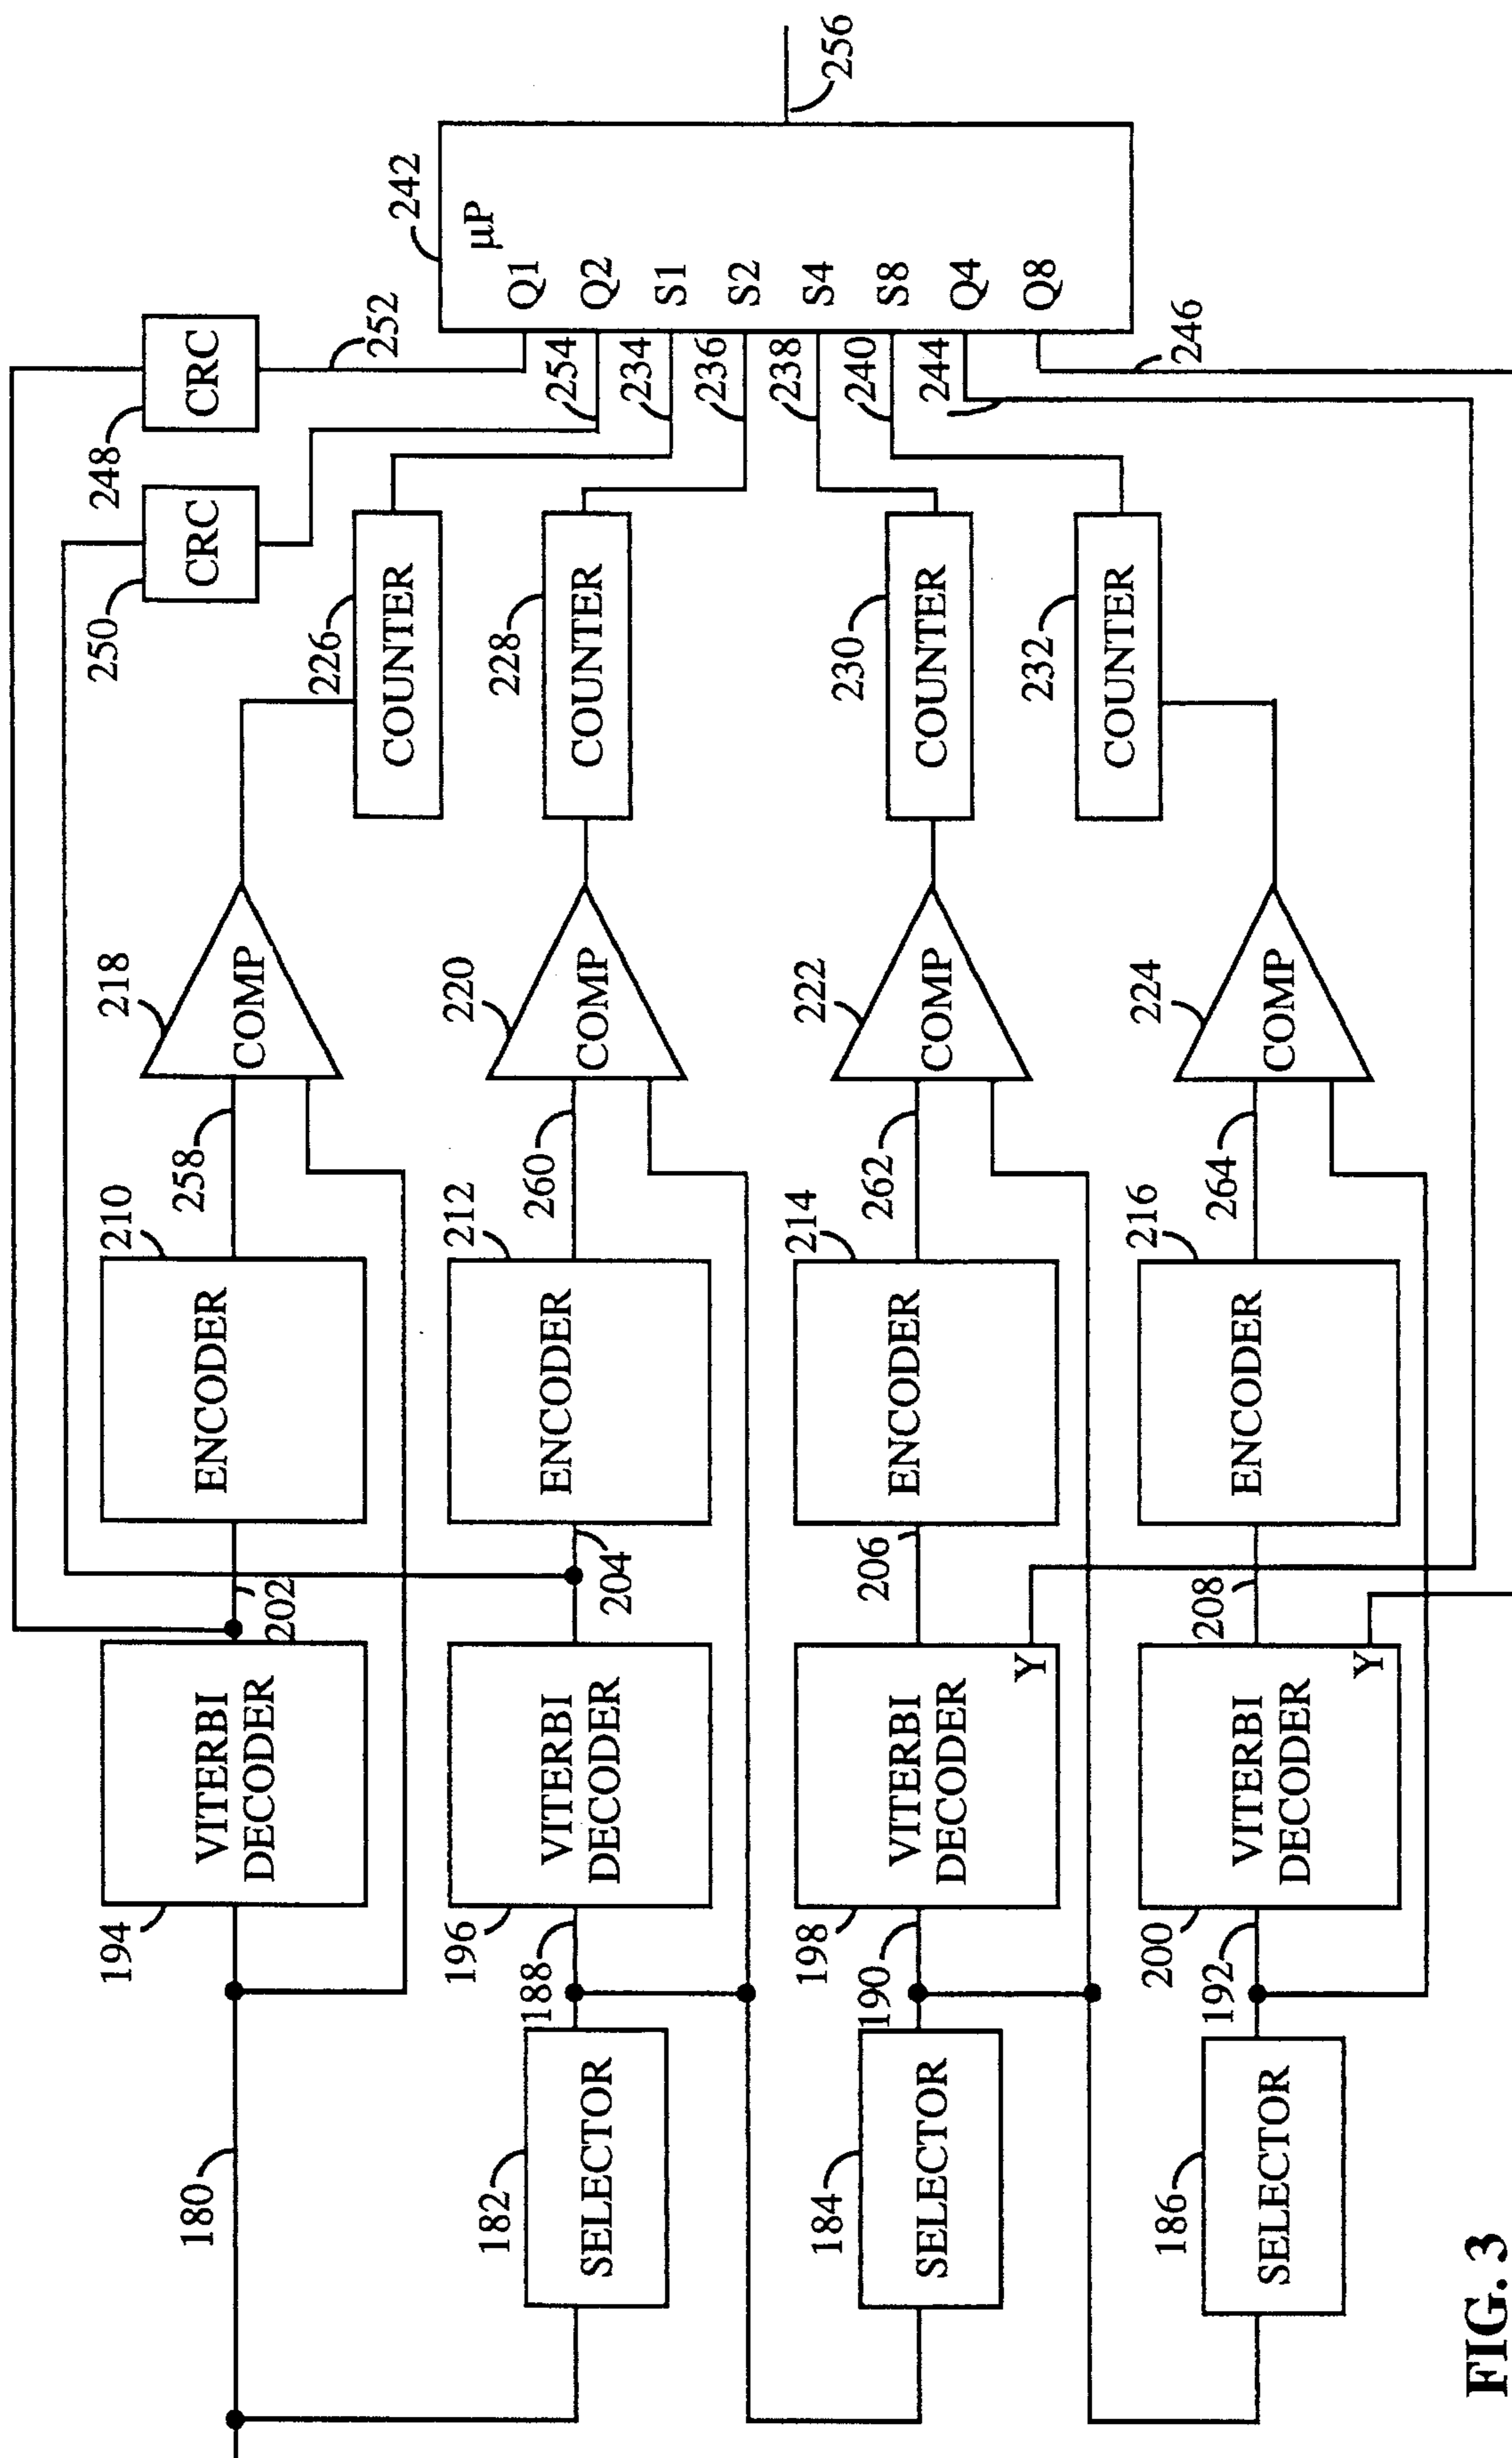 180
194
VITERBI
DECODER
202
210
ENCODER
258
218
COMP
226
COUNTER
250
CRC
248
CRC
252
242
µP
Q1
Q2
S1
S2
S4
S8
Q4
Q8
254
234
236
238
240
244
246
256
182
SELECTOR
188
196
VITERBI
DECODER
204
212
ENCODER
260
220
COMP
228
COUNTER
184
SELECTOR
190
198
VITERBI
DECODER
Y
206
214
ENCODER
262
222
COMP
230
COUNTER
186
SELECTOR
192
200
VITERBI
DECODER
Y
208
216
ENCODER
264
224
COMP
232
COUNTER
FIG. 3